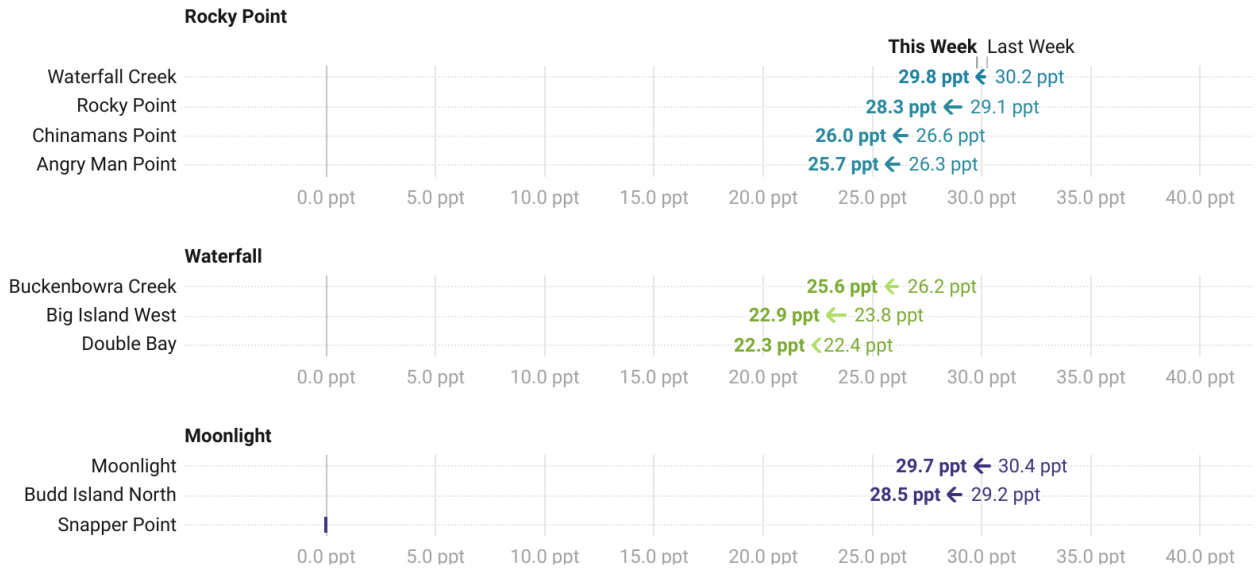 Rocky Point
This Week Last Week
Waterfall Creek 29.8 ppt 30.2 ppt
Rocky Point 28.3 ppt 29.1 ppt
Chinamans Point 26.0 ppt 26.6 ppt
Angry Man Point 25.7 ppt 26.3 ppt
0.0 ppt 5.0 ppt 10.0 ppt 15.0 ppt 20.0 ppt 25.0 ppt 30.0 ppt 35.0 ppt 40.0 ppt
Waterfall
Buckenbowra Creek 25.6 ppt 26.2 ppt
Big Island West 22.9 ppt 23.8 ppt
Double Bay 22.3 ppt 22.4 ppt
0.0 ppt 5.0 ppt 10.0 ppt 15.0 ppt 20.0 ppt 25.0 ppt 30.0 ppt 35.0 ppt 40.0 ppt
Moonlight
Moonlight 29.7 ppt 30.4 ppt
Budd Island North 28.5 ppt 29.2 ppt
Snapper Point
0.0 ppt 5.0 ppt 10.0 ppt 15.0 ppt 20.0 ppt 25.0 ppt 30.0 ppt 35.0 ppt 40.0 ppt